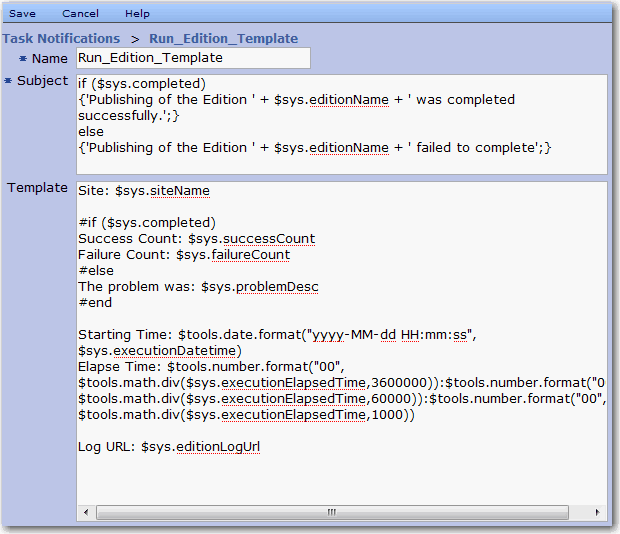 Save Cancel Help
Task Notifications > Run_Edition_Template
* Name Run_Edition_Template
* Subject if ($sys.completed)
{'Publishing of the Edition ' + $sys.editionName + ' was completed
successfully.';}
else
{'Publishing of the Edition ' + $sys.editionName + ' failed to complete';}
Template Site: $sys.siteName
#if ($sys.completed)
Success Count: $sys.successCount
Failure Count: $sys.failureCount
#else
The problem was: $sys.problemDesc
#end
Starting Time: $tools.date.format("yyyy-MM-dd HH:mm:ss",
$sys.executionDatetime)
Elapse Time: $tools.number.format("00",
$tools.math.div($sys.executionElapsedTime,3600000)):$tools.number.format("0
$tools.math.div($sys.executionElapsedTime,60000)):$tools.number.format("00",
$tools.math.div($sys.executionElapsedTime,1000))
Log URL: $sys.editionLogUrl